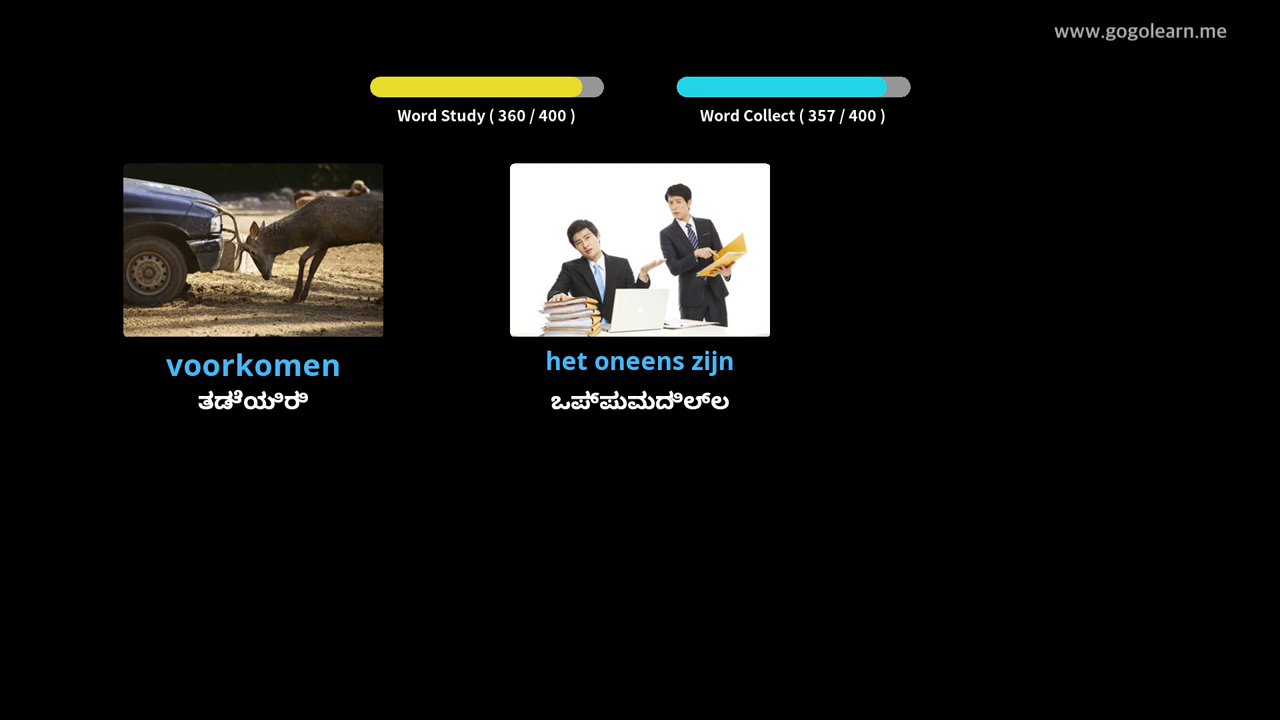 www.gogolearn.me
Word Study ( 360 / 400 )
Word Collect ( 357 / 400 )
voorkomen
ತಡೆಯಿರಿ
het oneens zijn
ಒಪ್ಪುಮದಿಲ್ಲ